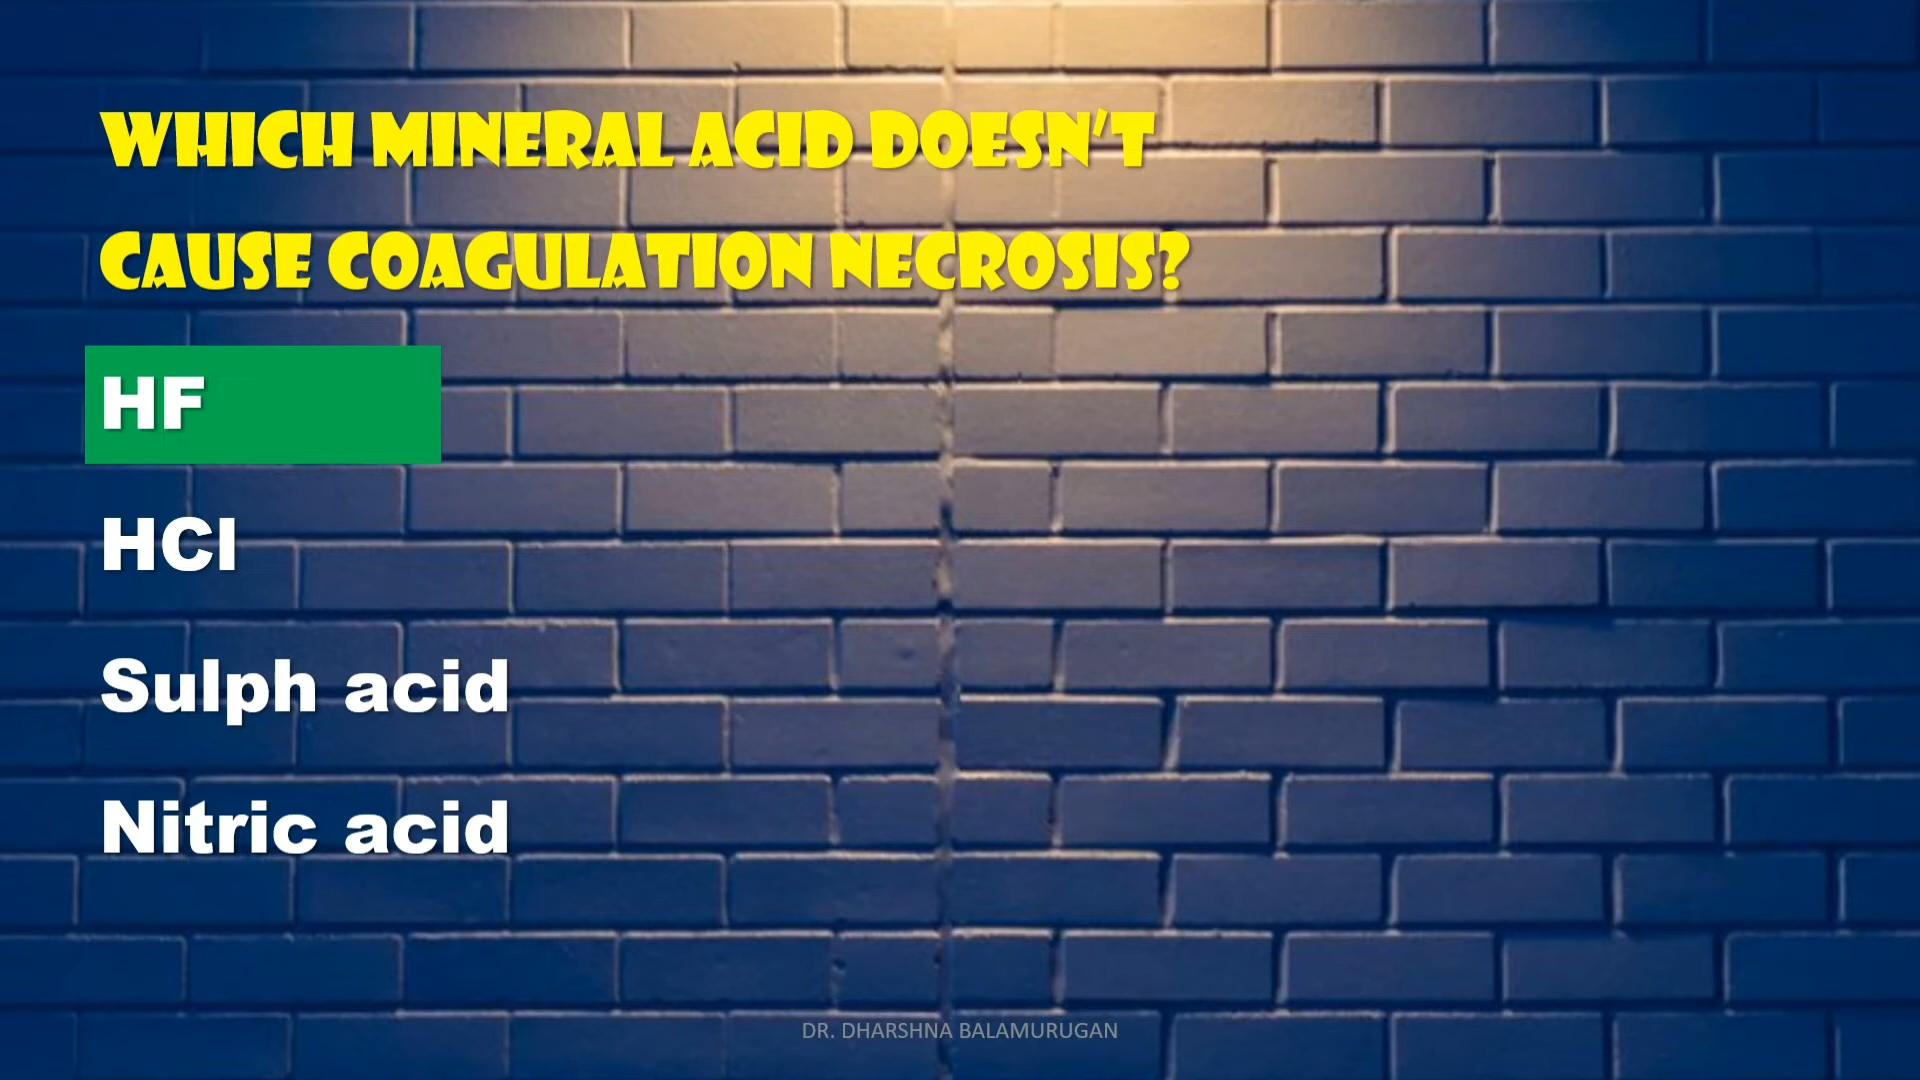 WHICH MINERAL ACID DOESN'T
CAUSE COAGULATION NECROSIS?
HF
HCl
Sulph acid
Nitric acid
DR. DHARSHNA BALAMURUGAN